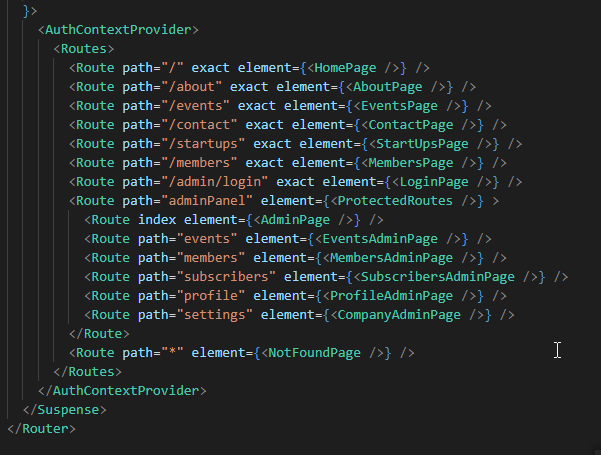 }>
<AuthContextProvider>
<Routes>
<Route path="/" exact element={<HomePage />} />
<Route path="/about" exact element={<AboutPage />} />
<Route path="/events" exact element={<EventsPage />} />
<Route path="/contact" exact element={<ContactPage />} />
<Route path="/startups" exact element={<StartUpsPage />} />
<Route path="/members" exact element={<MembersPage />} />
<Route path="/admin/login" exact element={<LoginPage />} />
<Route path="adminPanel" element={<ProtectedRoutes />} >
<Route index element={<AdminPage />} />
<Route path="events" element={<EventsAdminPage />} />
<Route path="members" element={<MembersAdminPage />} />
<Route path="subscribers" element={<SubscribersAdminPage />} />
<Route path="profile" element={<ProfileAdminPage />} />
<Route path="settings" element={<CompanyAdminPage />} />
</Route>
<Route path="*" element={<NotFoundPage />} />
</Routes>
</AuthContextProvider>
</Suspense>
</Router>